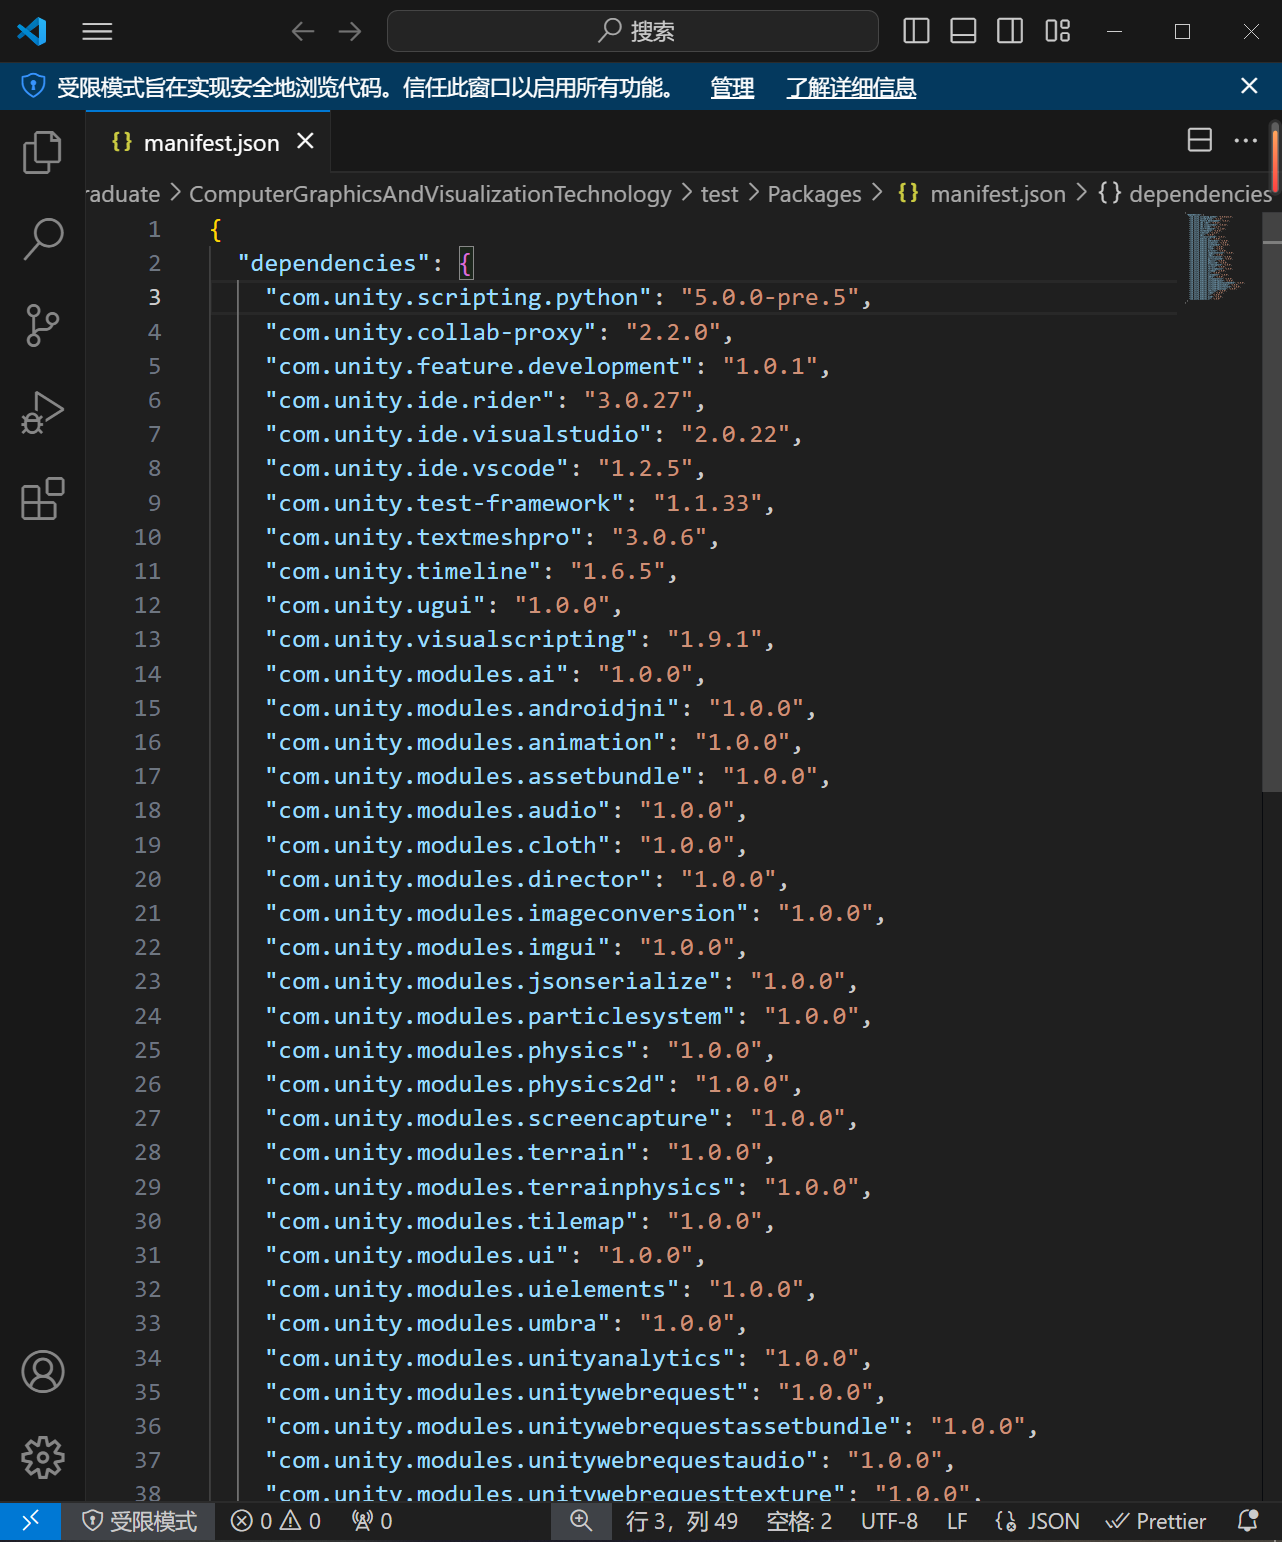 搜索
受限模式旨在实现安全地浏览代码。信任此窗口以启用所有功能。 管理 了解详细信息
{} manifest.json
raduate > ComputerGraphicsAndVisualizationTechnology > test > Packages > {} manifest.json > {} dependencies
1 {
2 "dependencies": {
3 "com.unity.scripting.python": "5.0.0-pre.5",
4 "com.unity.collab-proxy": "2.2.0",
5 "com.unity.feature.development": "1.0.1",
6 "com.unity.ide.rider": "3.0.27",
7 "com.unity.ide.visualstudio": "2.0.22",
8 "com.unity.ide.vscode": "1.2.5",
9 "com.unity.test-framework": "1.1.33",
10 "com.unity.textmeshpro": "3.0.6",
11 "com.unity.timeline": "1.6.5",
12 "com.unity.ugui": "1.0.0",
13 "com.unity.visualscripting": "1.9.1",
14 "com.unity.modules.ai": "1.0.0",
15 "com.unity.modules.androidjni": "1.0.0",
16 "com.unity.modules.animation": "1.0.0",
17 "com.unity.modules.assetbundle": "1.0.0",
18 "com.unity.modules.audio": "1.0.0",
19 "com.unity.modules.cloth": "1.0.0",
20 "com.unity.modules.director": "1.0.0",
21 "com.unity.modules.imageconversion": "1.0.0",
22 "com.unity.modules.imgui": "1.0.0",
23 "com.unity.modules.jsonserialize": "1.0.0",
24 "com.unity.modules.particlesystem": "1.0.0",
25 "com.unity.modules.physics": "1.0.0",
26 "com.unity.modules.physics2d": "1.0.0",
27 "com.unity.modules.screencapture": "1.0.0",
28 "com.unity.modules.terrain": "1.0.0",
29 "com.unity.modules.terrainphysics": "1.0.0",
30 "com.unity.modules.tilemap": "1.0.0",
31 "com.unity.modules.ui": "1.0.0",
32 "com.unity.modules.uielements": "1.0.0",
33 "com.unity.modules.umbra": "1.0.0",
34 "com.unity.modules.unityanalytics": "1.0.0",
35 "com.unity.modules.unitywebrequest": "1.0.0",
36 "com.unity.modules.unitywebrequestassetbundle": "1.0.0",
37 "com.unity.modules.unitywebrequestaudio": "1.0.0",
38 "com.unity.modules.unitywebrequesttexture": "1.0.0",
受限模式 0 0 0 行 3，列 49 空格: 2 UTF-8 LF {} JSON Prettier